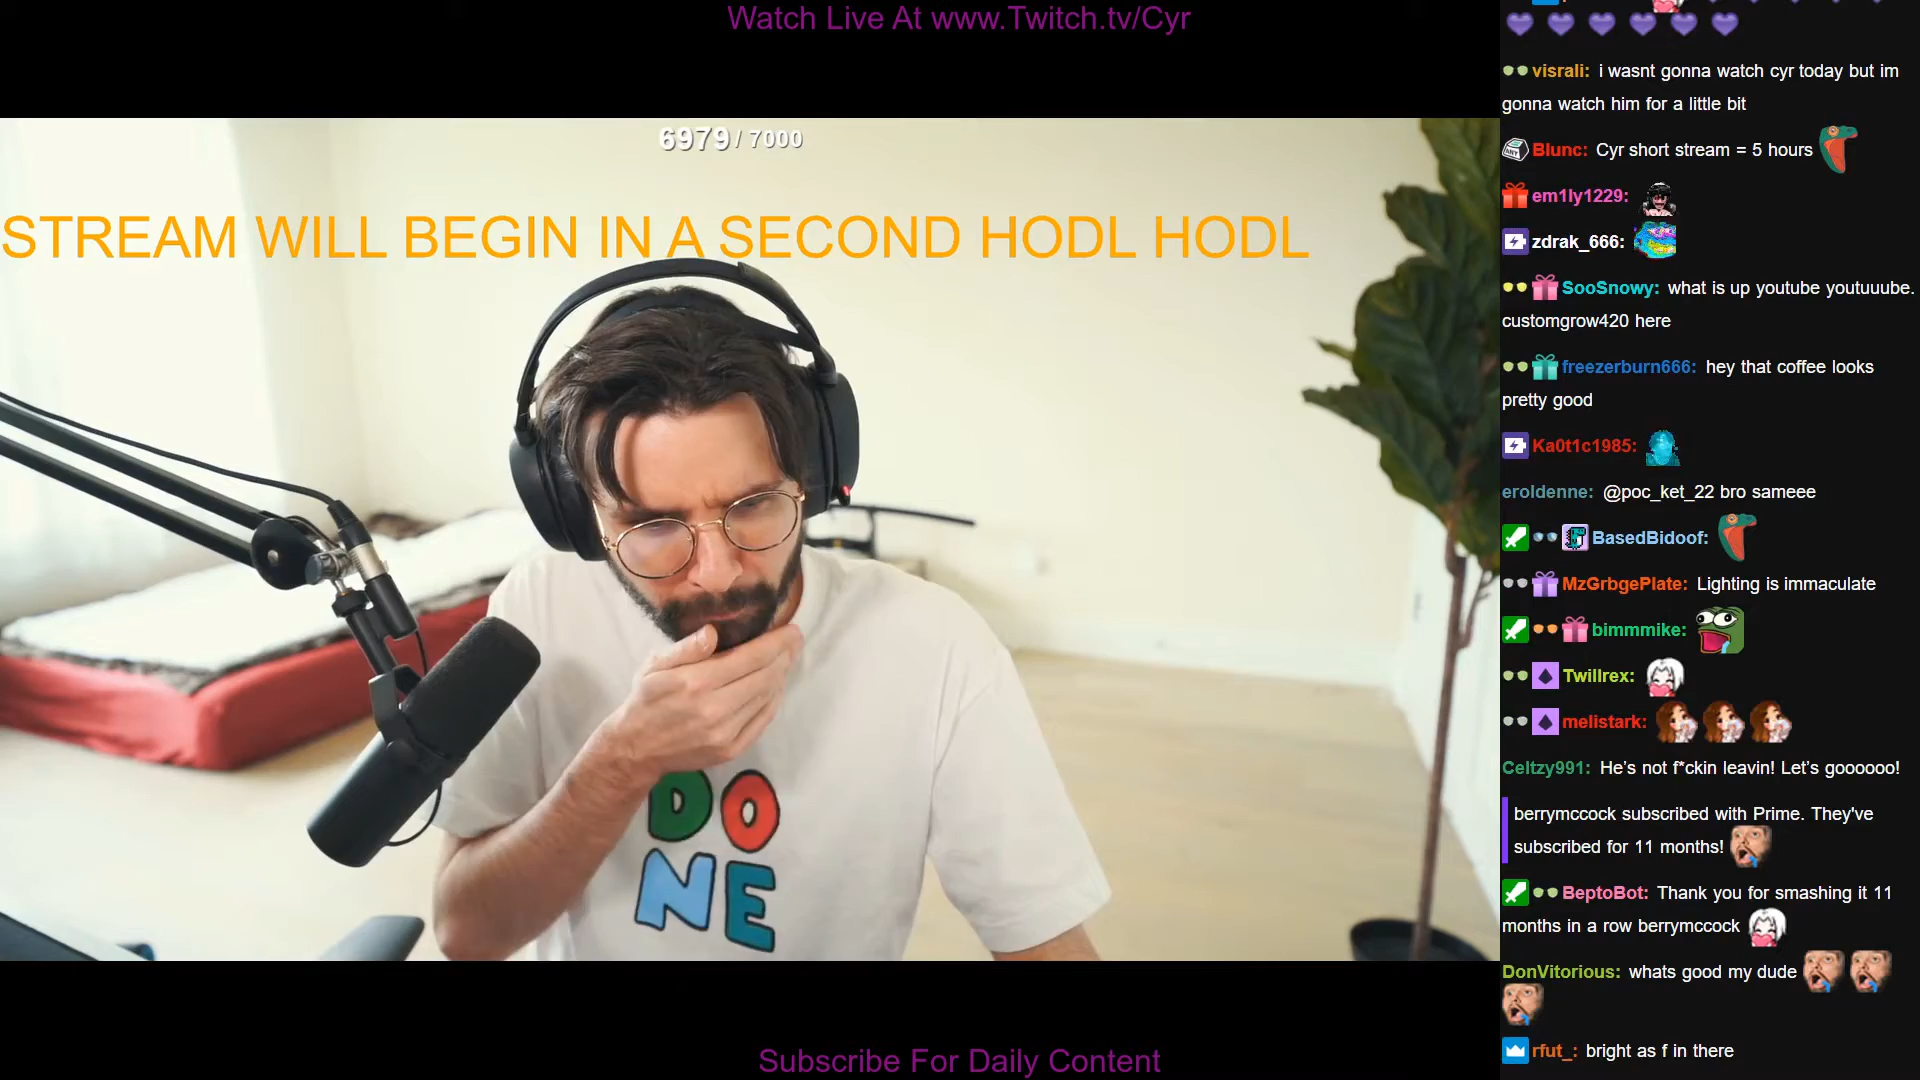 Watch Live At www.Twitch.tv/Cyr
6979 / 7000
STREAM WILL BEGIN IN A SECOND HODL HODL
DO
NE
Subscribe For Daily Content
visrali: i wasnt gonna watch cyr today but im
gonna watch him for a little bit
Blunc: Cyr short stream = 5 hours
em1ly1229:
zdrak_666:
SooSnowy: what is up youtube youtuuube.
customgrow420 here
freezerburn666: hey that coffee looks
pretty good
Ka0t1c1985:
eroldenne: @poc_ket_22 bro sameee
BasedBidoof:
MzGrbgePlate: Lighting is immaculate
bimmmike:
Twillrex:
melistark:
Celtzy991: He’s not f*ckin leavin! Let’s goooooo!
berrymccock subscribed with Prime. They've
subscribed for 11 months!
BeptoBot: Thank you for smashing it 11
months in a row berrymccock
DonVitorious: whats good my dude
rfut_: bright as f in there